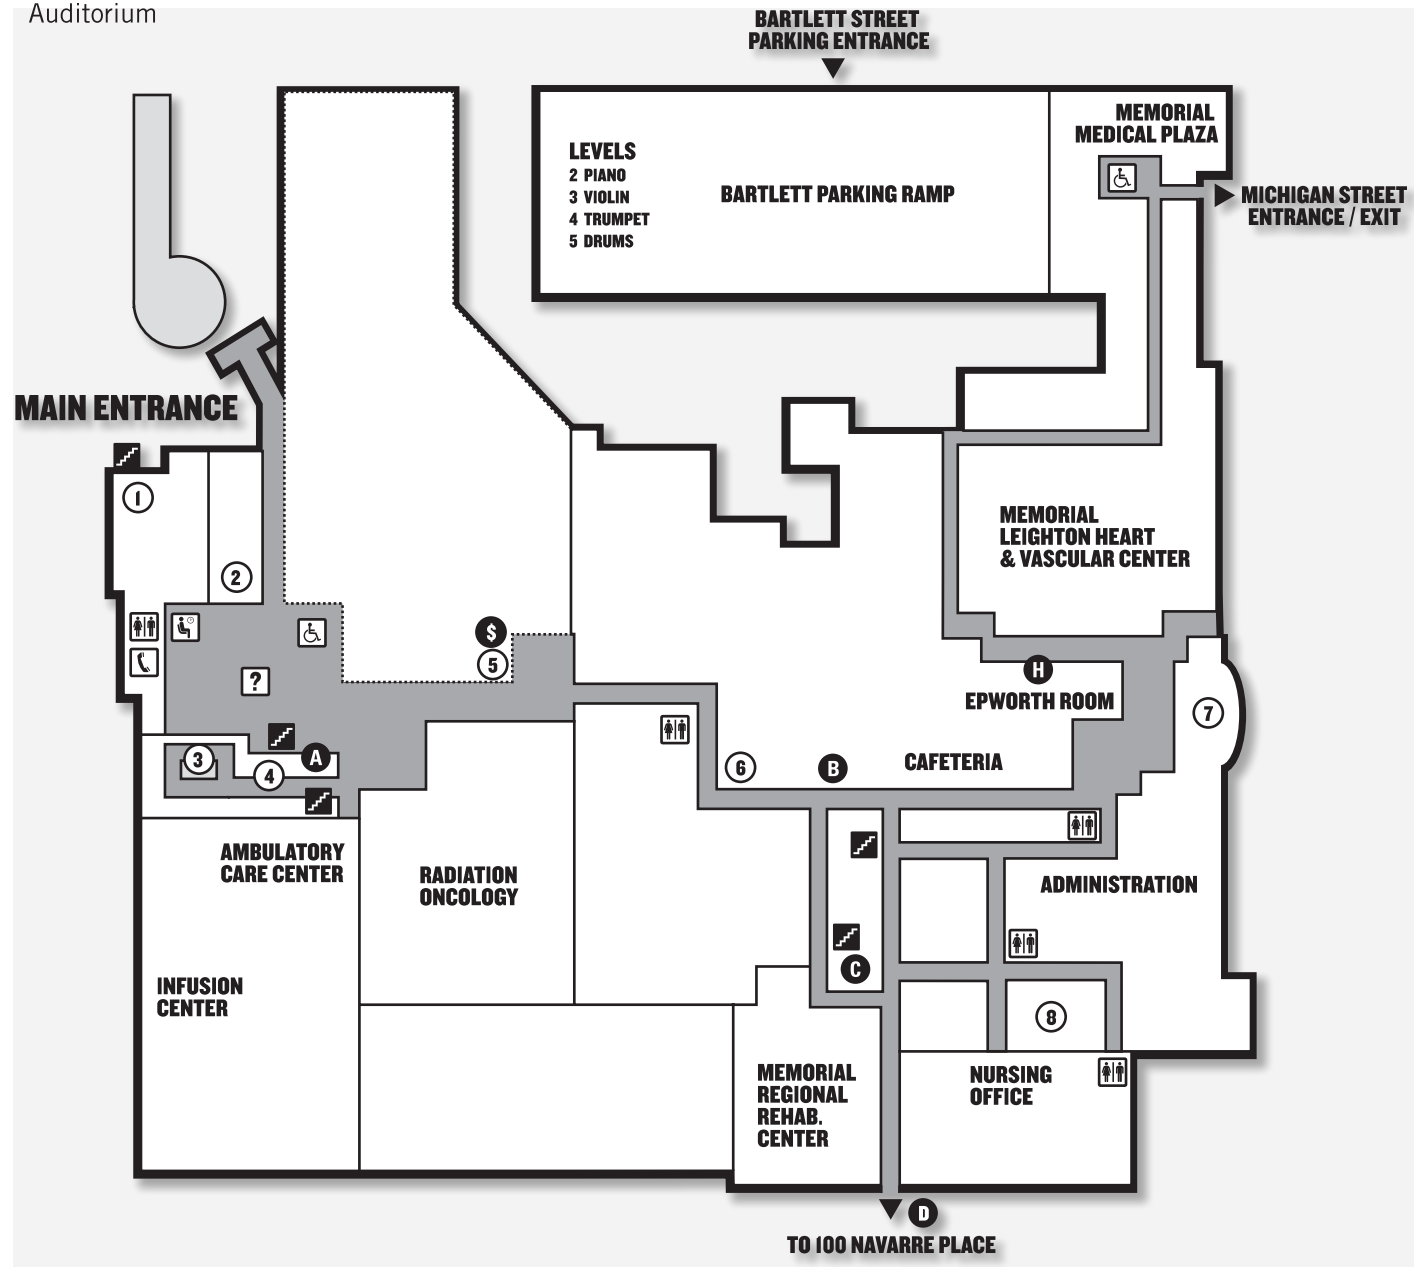 Auditorium
BARTLETT STREET
PARKING ENTRANCE
MEMORIAL
MEDICAL PLAZA
LEVELS
2 PIANO
3 VIOLIN
4 TRUMPET
5 DRUMS
BARTLETT PARKING RAMP
MICHIGAN STREET
ENTRANCE / EXIT
MAIN ENTRANCE
1
2
MEMORIAL
LEIGHTON HEART
& VASCULAR CENTER
$
5
?
H
EPWORTH ROOM
7
3
4
A
6
B
CAFETERIA
AMBULATORY
CARE CENTER
RADIATION
ONCOLOGY
ADMINISTRATION
C
INFUSION
CENTER
8
MEMORIAL
REGIONAL
REHAB.
CENTER
NURSING
OFFICE
D
TO 100 NAVARRE PLACE